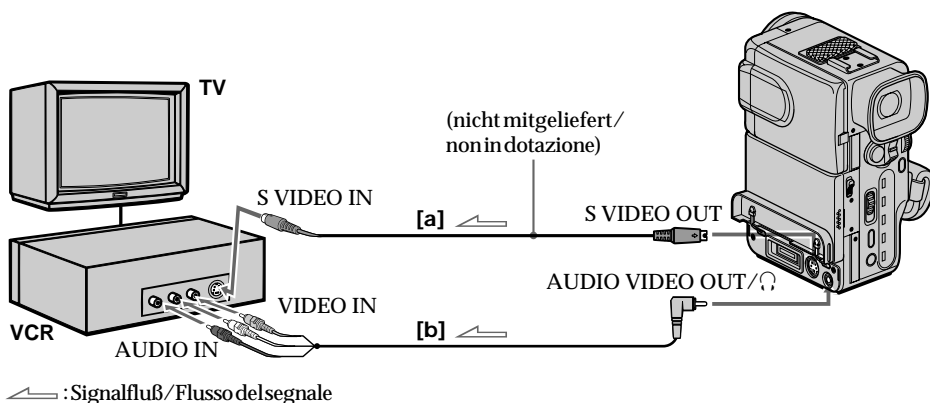 TV
(nicht mitgeliefert/
non in dotazione)
S VIDEO IN
[a]
S VIDEO OUT
AUDIO VIDEO OUT/
VIDEO IN
VCR
[b]
AUDIO IN
: Signalfluß/Flusso del segnale